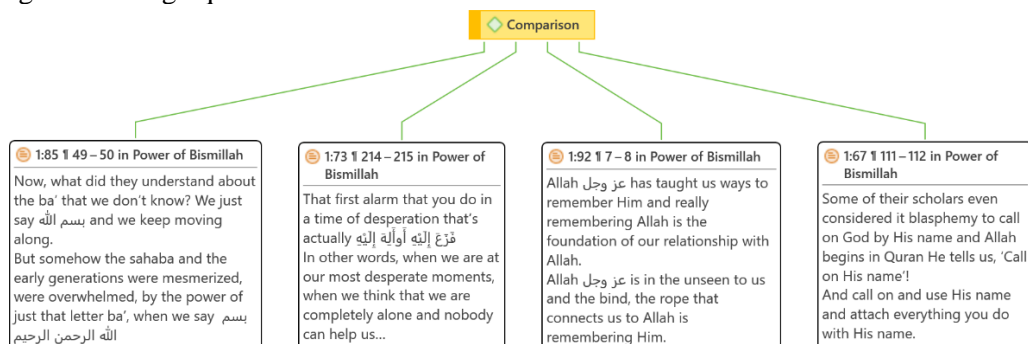 Comparison
1:85 ¶ 49 – 50 in Power of Bismillah
Now, what did they understand about
the ba’ that we don’t know? We just
say بسم الله and we keep moving
along.
But somehow the sahaba and the
early generations were mesmerized,
were overwhelmed, by the power of
just that letter ba’, when we say بسم
الله الرحمن الرحيم
1:73 ¶ 214 – 215 in Power of
Bismillah
That first alarm that you do in
a time of desperation that’s
actually فَزّعَ إِلَيْهِ أوأَلِهَ إِلَيْهِ
In other words, when we are at
our most desperate moments,
when we think that we are
completely alone and nobody
can help us...
1:92 ¶ 7 – 8 in Power of Bismillah
Allah عز وجل has taught us ways to
remember Him and really
remembering Allah is the
foundation of our relationship with
Allah.
Allah عز وجل is in the unseen to us
and the bind, the rope that
connects us to Allah is
remembering Him.
1:67 ¶ 111 – 112 in Power of
Bismillah
Some of their scholars even
considered it blasphemy to call
on God by His name and Allah
begins in Quran He tells us, ‘Call
on His name’!
And call on and use His name
and attach everything you do
with His name.